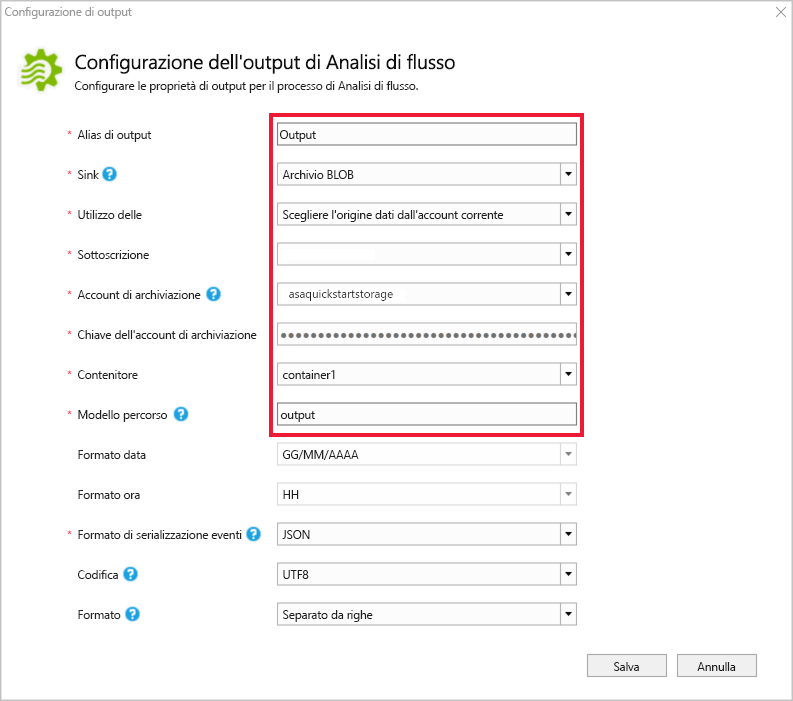 Configurazione di output
Configurazione dell'output di Analisi di flusso
Configurare le proprietà di output per il processo di Analisi di flusso.
* Alias di output Output
* Sink ? Archivio BLOB
* Utilizzo delle Scegliere l'origine dati dall'account corrente
* Sottoscrizione
* Account di archiviazione ? asaquickstartstorage
* Chiave dell'account di archiviazione ●●●●●●●●●●●●●●●●●●●●●●●●●●●●●●●●●●●●●●●●
* Contenitore container1
* Modello percorso ? output
Formato data GG/MM/AAAA
Formato ora HH
* Formato di serializzazione eventi ? JSON
Codifica ? UTF8
Formato ? Separato da righe
Salva Annulla